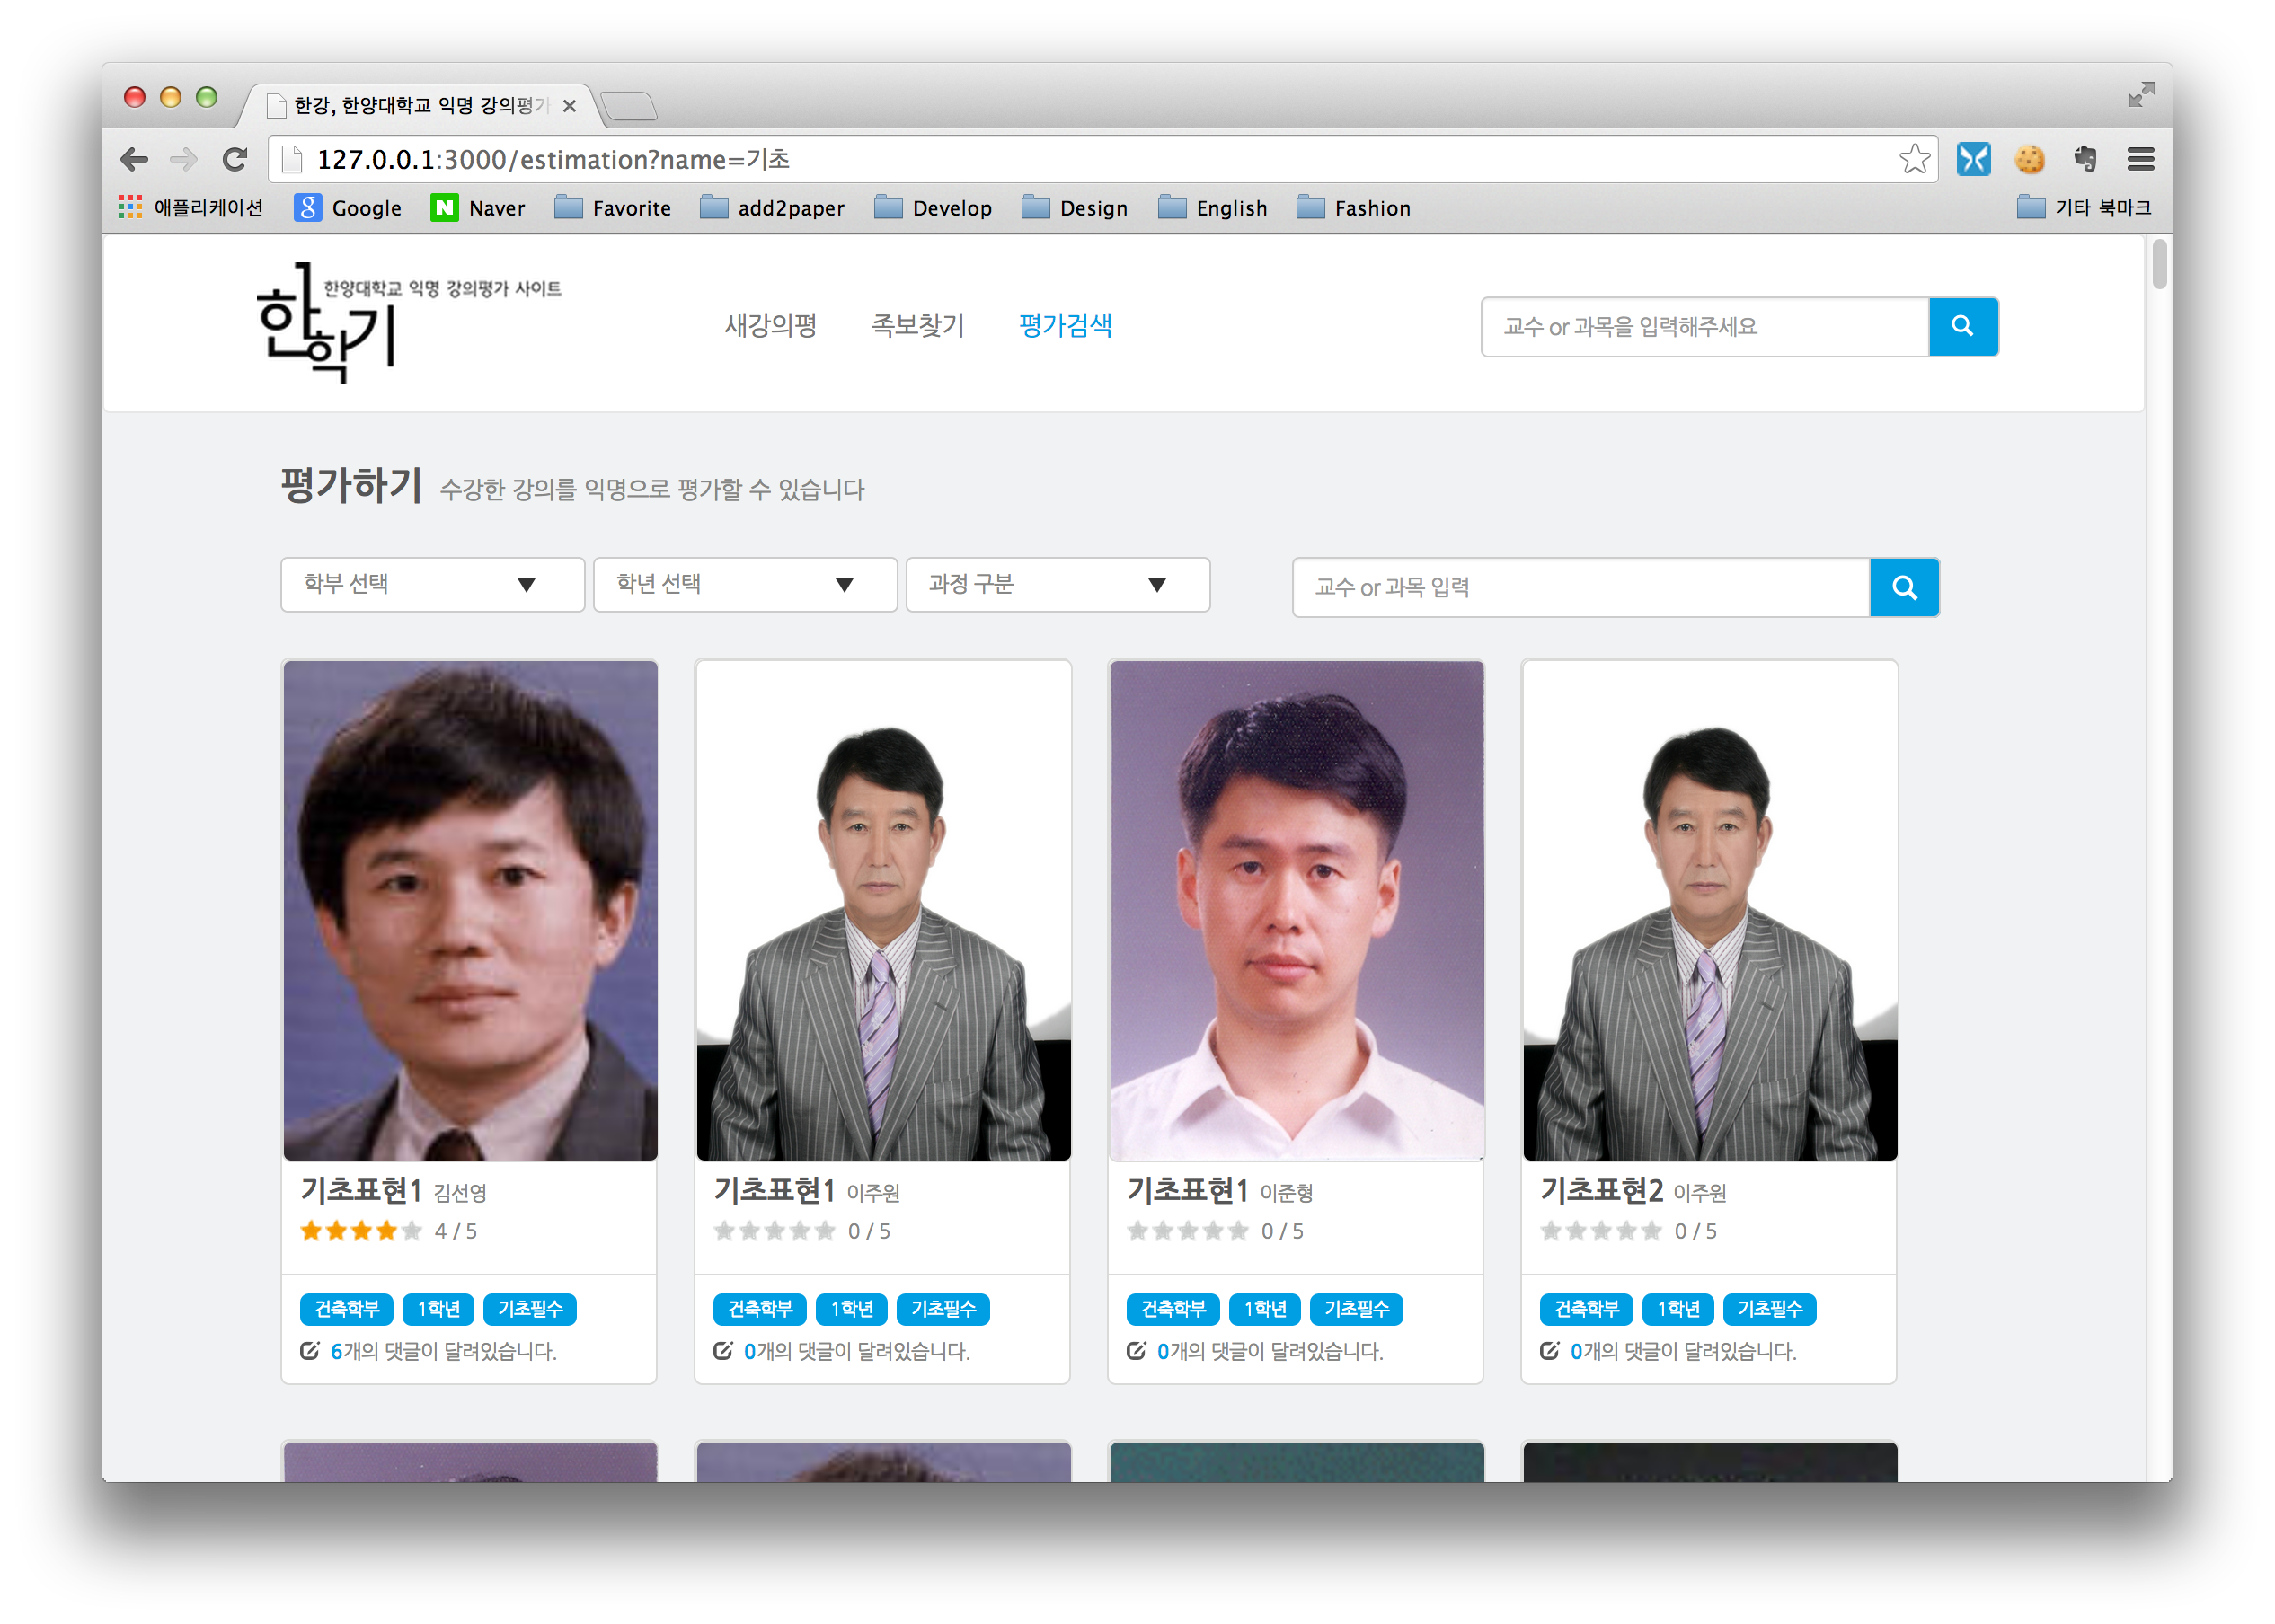 한강, 한양대학교 익명 강의평가
127.0.0.1:3000/estimation?name=기초
애플리케이션 Google Naver Favorite add2paper Develop Design English Fashion 기타 북마크
한학기 한양대학교 익명 강의평가 사이트
새강의평 족보찾기 평가검색 교수 or 과목을 입력해주세요
평가하기 수강한 강의를 익명으로 평가할 수 있습니다
학부 선택 학년 선택 과정 구분 교수 or 과목 입력
기초표현1 김선영
4 / 5
건축학부 1학년 기초필수
6개의 댓글이 달려있습니다.
기초표현1 이주원
0 / 5
건축학부 1학년 기초필수
0개의 댓글이 달려있습니다.
기초표현1 이준형
0 / 5
건축학부 1학년 기초필수
0개의 댓글이 달려있습니다.
기초표현2 이주원
0 / 5
건축학부 1학년 기초필수
0개의 댓글이 달려있습니다.